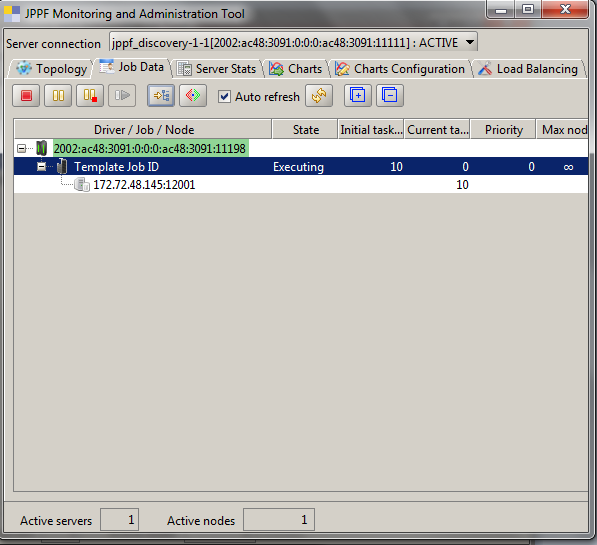 JPPF Monitoring and Administration Tool
Server connection jppf_discovery-1-1[2002:ac48:3091:0:0:0:ac48:3091:11111] : ACTIVE
Topology Job Data Server Stats Charts Charts Configuration Load Balancing
Auto refresh
Driver / Job / Node State Initial task... Current ta... Priority Max nod
2002:ac48:3091:0:0:0:ac48:3091:11198
Template Job ID Executing 10 0 0 ∞
172.72.48.145:12001 10
Active servers 1 Active nodes 1